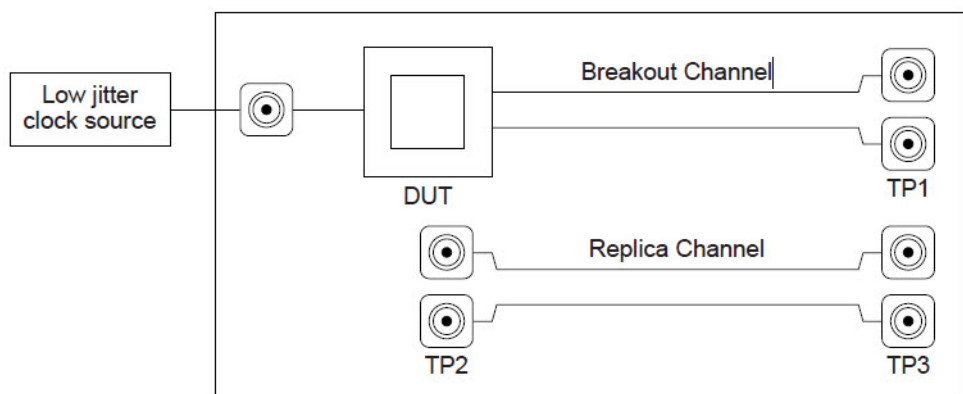 Low jitter
clock source
Breakout Channel
DUT
TP1
Replica Channel
TP2
TP3